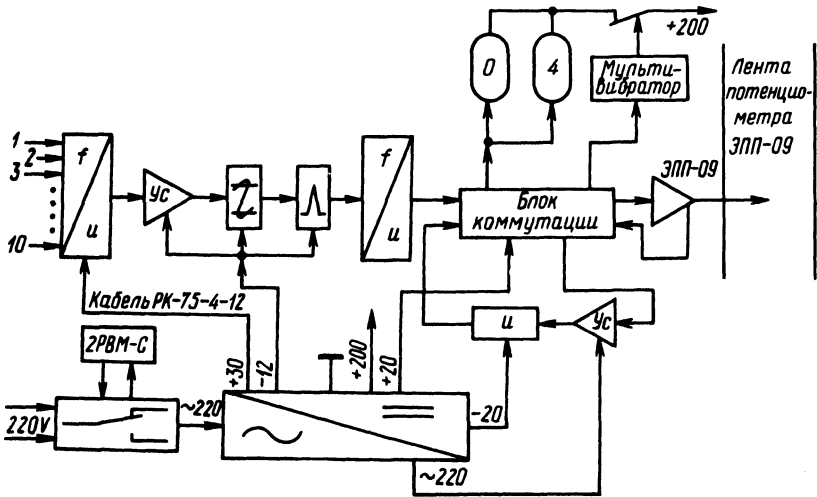 0
4
+200
Мульти-
вибратор
Лента
потенцио-
метра
ЭПП-09
1
2
3
10
f
u
Ус
f
u
Блок
коммутации
ЭПП-09
Кабель РК-75-4-12
2РВМ-С
220V
~220
+30
-12
+200
+20
-20
~220
u
Ус